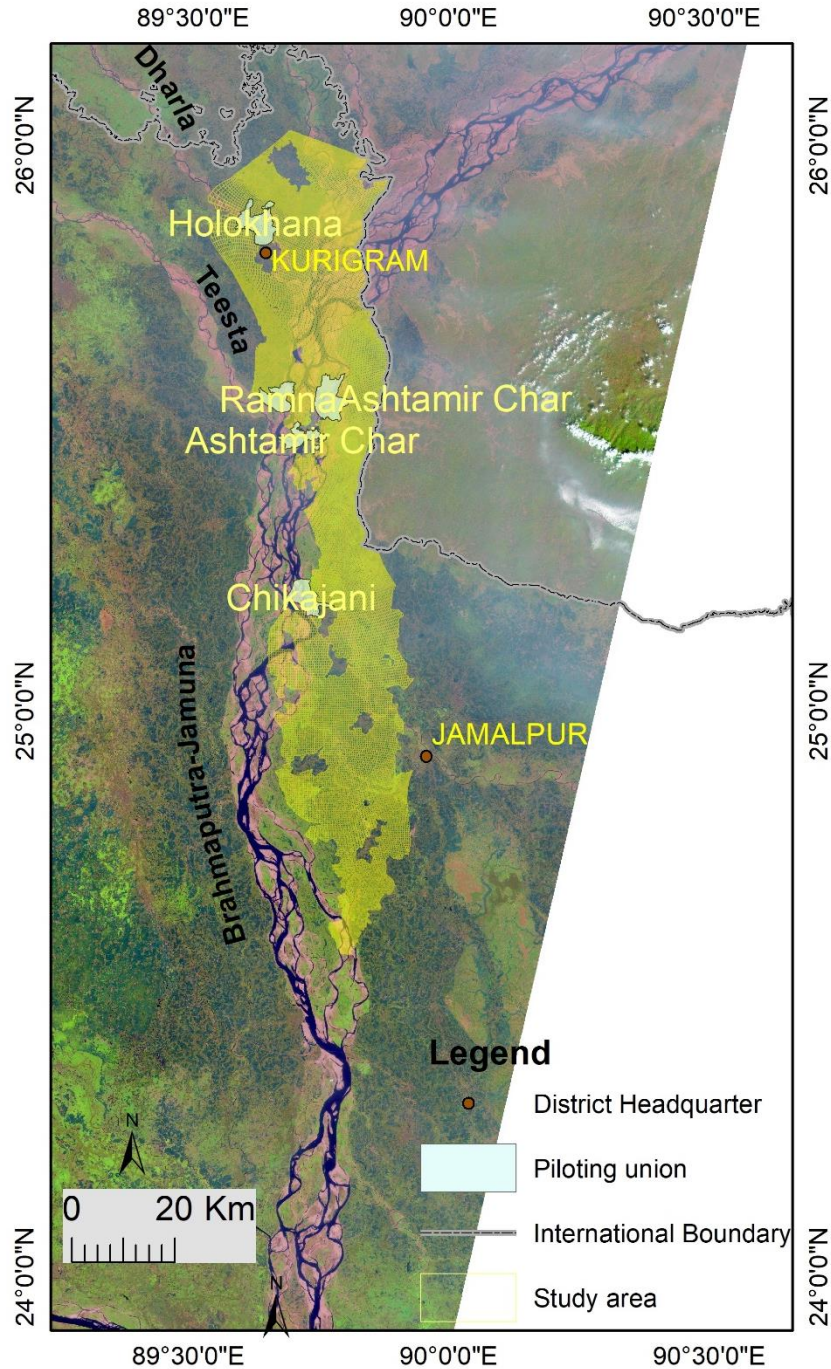 89°30'0"E 90°0'0"E 90°30'0"E
26°0'0"N
26°0'0"N
Dharla
Holokhana
KURIGRAM
Teesta
Ramna Ashtamir Char
Ashtamir Char
Chikajani
25°0'0"N
25°0'0"N
JAMALPUR
Brahmaputra-Jamuna
Legend
District Headquarter
Piloting union
International Boundary
Study area
N
0 20 Km
N
24°0'0"N
24°0'0"N
89°30'0"E 90°0'0"E 90°30'0"E